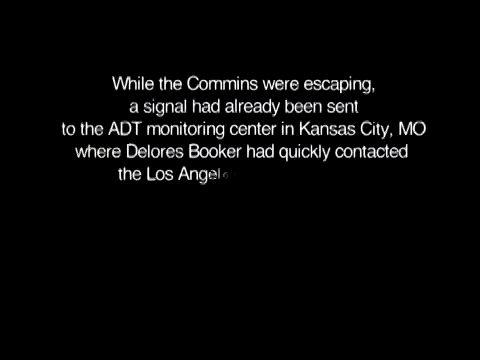 While the Commins were escaping,
a signal had already been sent
to the ADT monitoring center in Kansas City, MO
where Delores Booker had quickly contacted
the Los